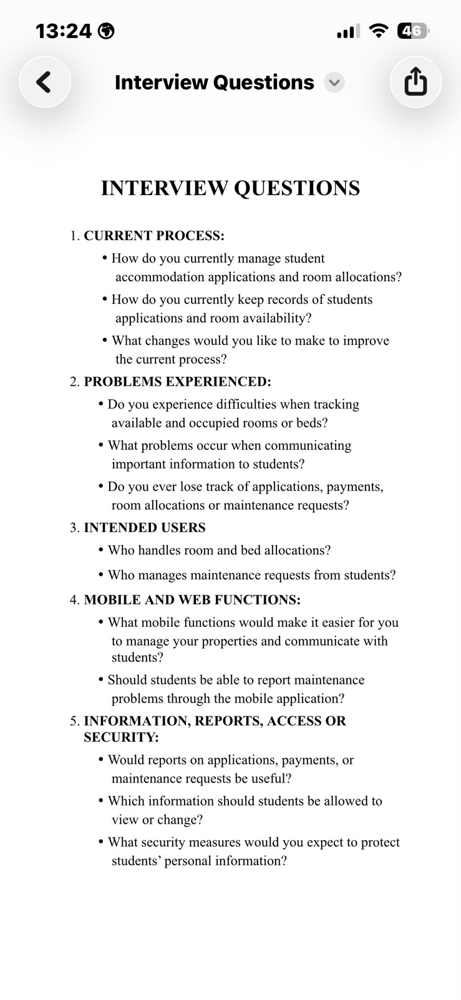 13:24
46
Interview Questions
INTERVIEW QUESTIONS
1. CURRENT PROCESS:
• How do you currently manage student
accommodation applications and room allocations?
• How do you currently keep records of students
applications and room availability?
• What changes would you like to make to improve
the current process?
2. PROBLEMS EXPERIENCED:
• Do you experience difficulties when tracking
available and occupied rooms or beds?
• What problems occur when communicating
important information to students?
• Do you ever lose track of applications, payments,
room allocations or maintenance requests?
3. INTENDED USERS
• Who handles room and bed allocations?
• Who manages maintenance requests from students?
4. MOBILE AND WEB FUNCTIONS:
• What mobile functions would make it easier for you
to manage your properties and communicate with
students?
• Should students be able to report maintenance
problems through the mobile application?
5. INFORMATION, REPORTS, ACCESS OR
SECURITY:
• Would reports on applications, payments, or
maintenance requests be useful?
• Which information should students be allowed to
view or change?
• What security measures would you expect to protect
students’ personal information?